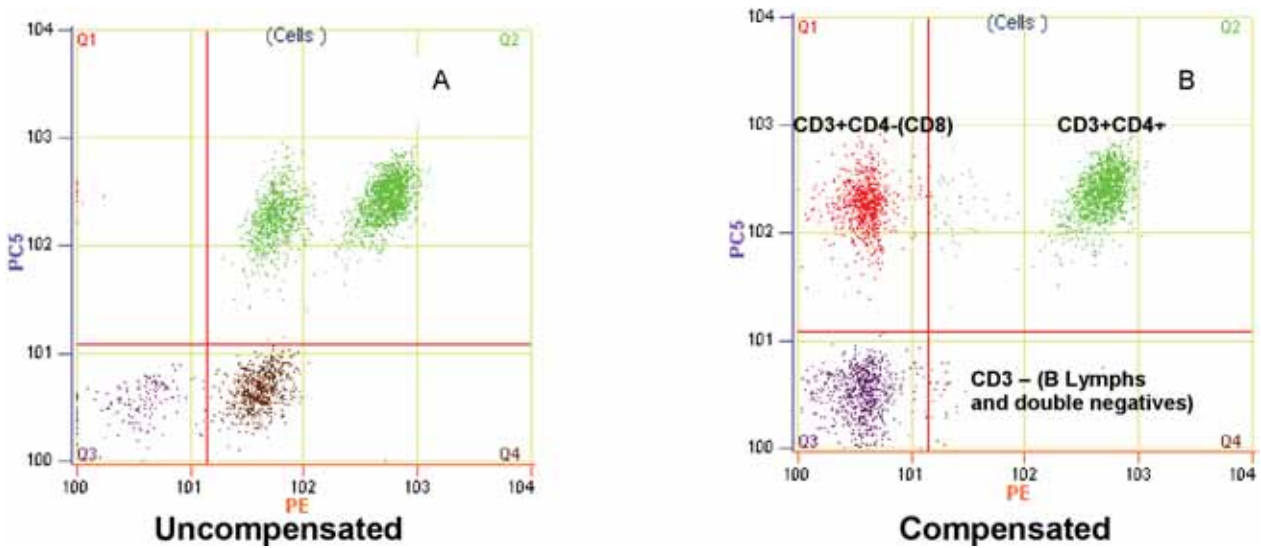 (Cells )
Q1
Q2
A
104
103
102
101
100
PC5
Q3
Q4
100
101
102
103
104
PE
Uncompensated
(Cells )
Q1
Q2
B
CD3+CD4-(CD8)
CD3+CD4+
104
103
102
101
100
PC5
CD3 – (B Lymphs
and double negatives)
Q3
Q4
100
101
102
103
104
PE
Compensated